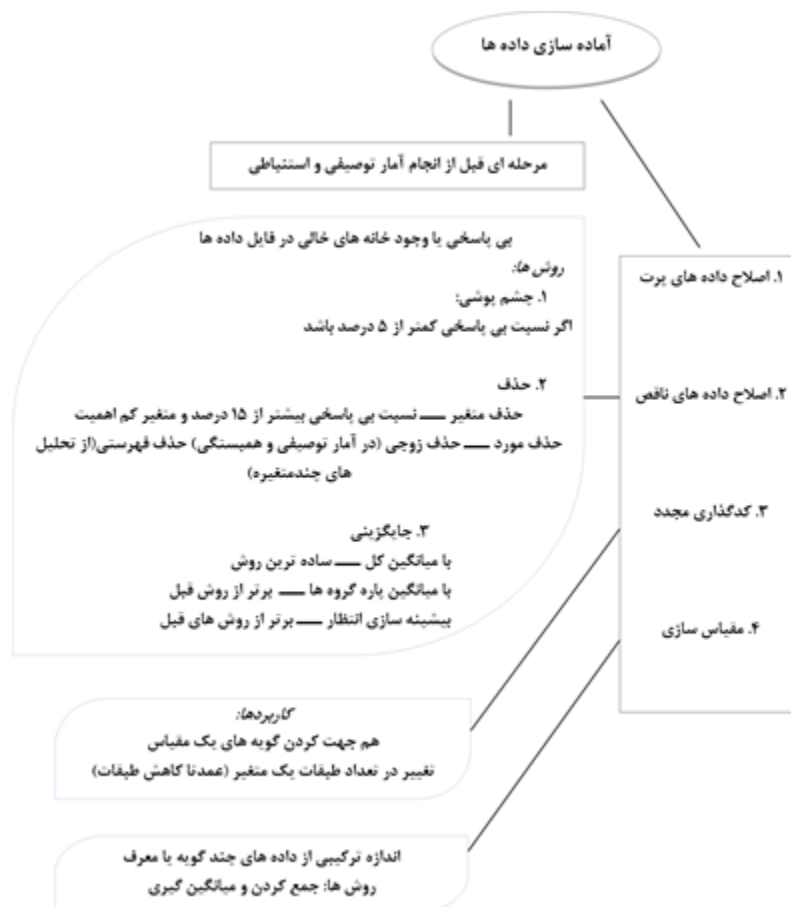 آماده سازی داده ها
مرحله ای قبل از انجام آمار توصیفی و استنباطی
۱. اصلاح داده های پرت
۲. اصلاح داده های ناقص
۳. کدگذاری مجدد
۴. مقیاس سازی
بی پاسخی یا وجود خانه های خالی در فایل داده ها
روش ها:
۱. چشم پوشی:
اگر نسبت بی پاسخی کمتر از ۵ درصد باشد
۲. حذف
حذف متغیر ــــ نسبت بی پاسخی بیشتر از ۱۵ درصد و متغیر کم اهمیت
حذف مورد ــــ حذف زوجی (در آمار توصیفی و همبستگی) حذف فهرستی(از تحلیل
های چندمتغیره)
۳. جایگزینی
با میانگین کل ــــ ساده ترین روش
با میانگین پاره گروه ها ــــ برتر از روش قبل
بیشینه سازی انتظار ــــ برتر از روش های قبل
کاربردها:
هم جهت کردن گویه های یک مقیاس
تغییر در تعداد طبقات یک متغیر (عمدتا کاهش طبقات)
اندازه ترکیبی از داده های چند گویه یا معرف
روش ها: جمع کردن و میانگین گیری